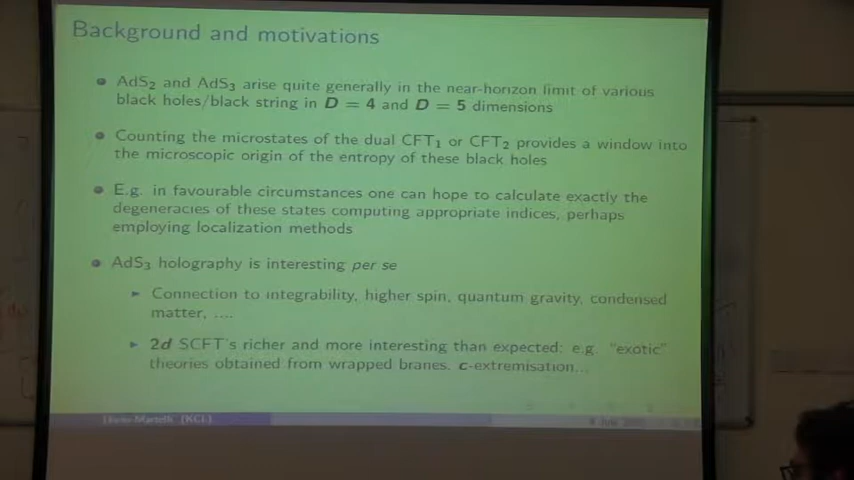 Background and motivations
AdS₂ and AdS₃ arise quite generally in the near-horizon limit of various
black holes/black string in D = 4 and D = 5 dimensions
Counting the microstates of the dual CFT₁ or CFT₂ provides a window into
the microscopic origin of the entropy of these black holes
E.g. in favourable circumstances one can hope to calculate exactly the
degeneracies of these states computing appropriate indices, perhaps
employing localization methods
AdS₃ holography is interesting per se
Connection to integrability, higher spin, quantum gravity, condensed
matter, ....
2d SCFT's richer and more interesting than expected: e.g. "exotic"
theories obtained from wrapped branes. c-extremisation...
Martelli (KCL)